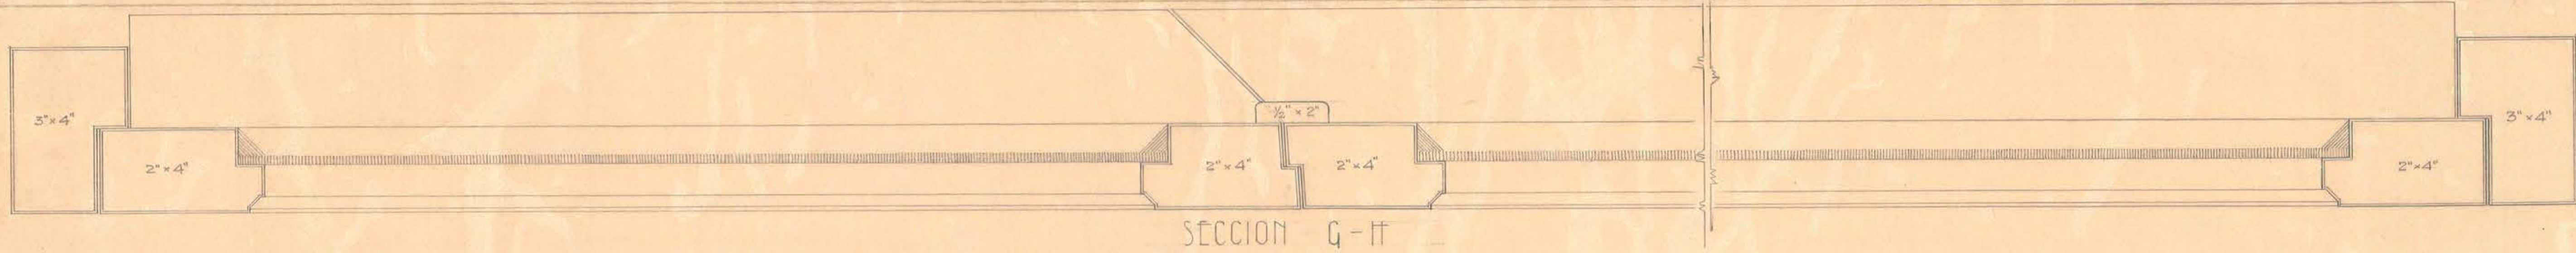 3" × 4"
2" × 4"
½" × 2"
2" × 4"
2" × 4"
3" × 4"
2" × 4"
SECCION G - H